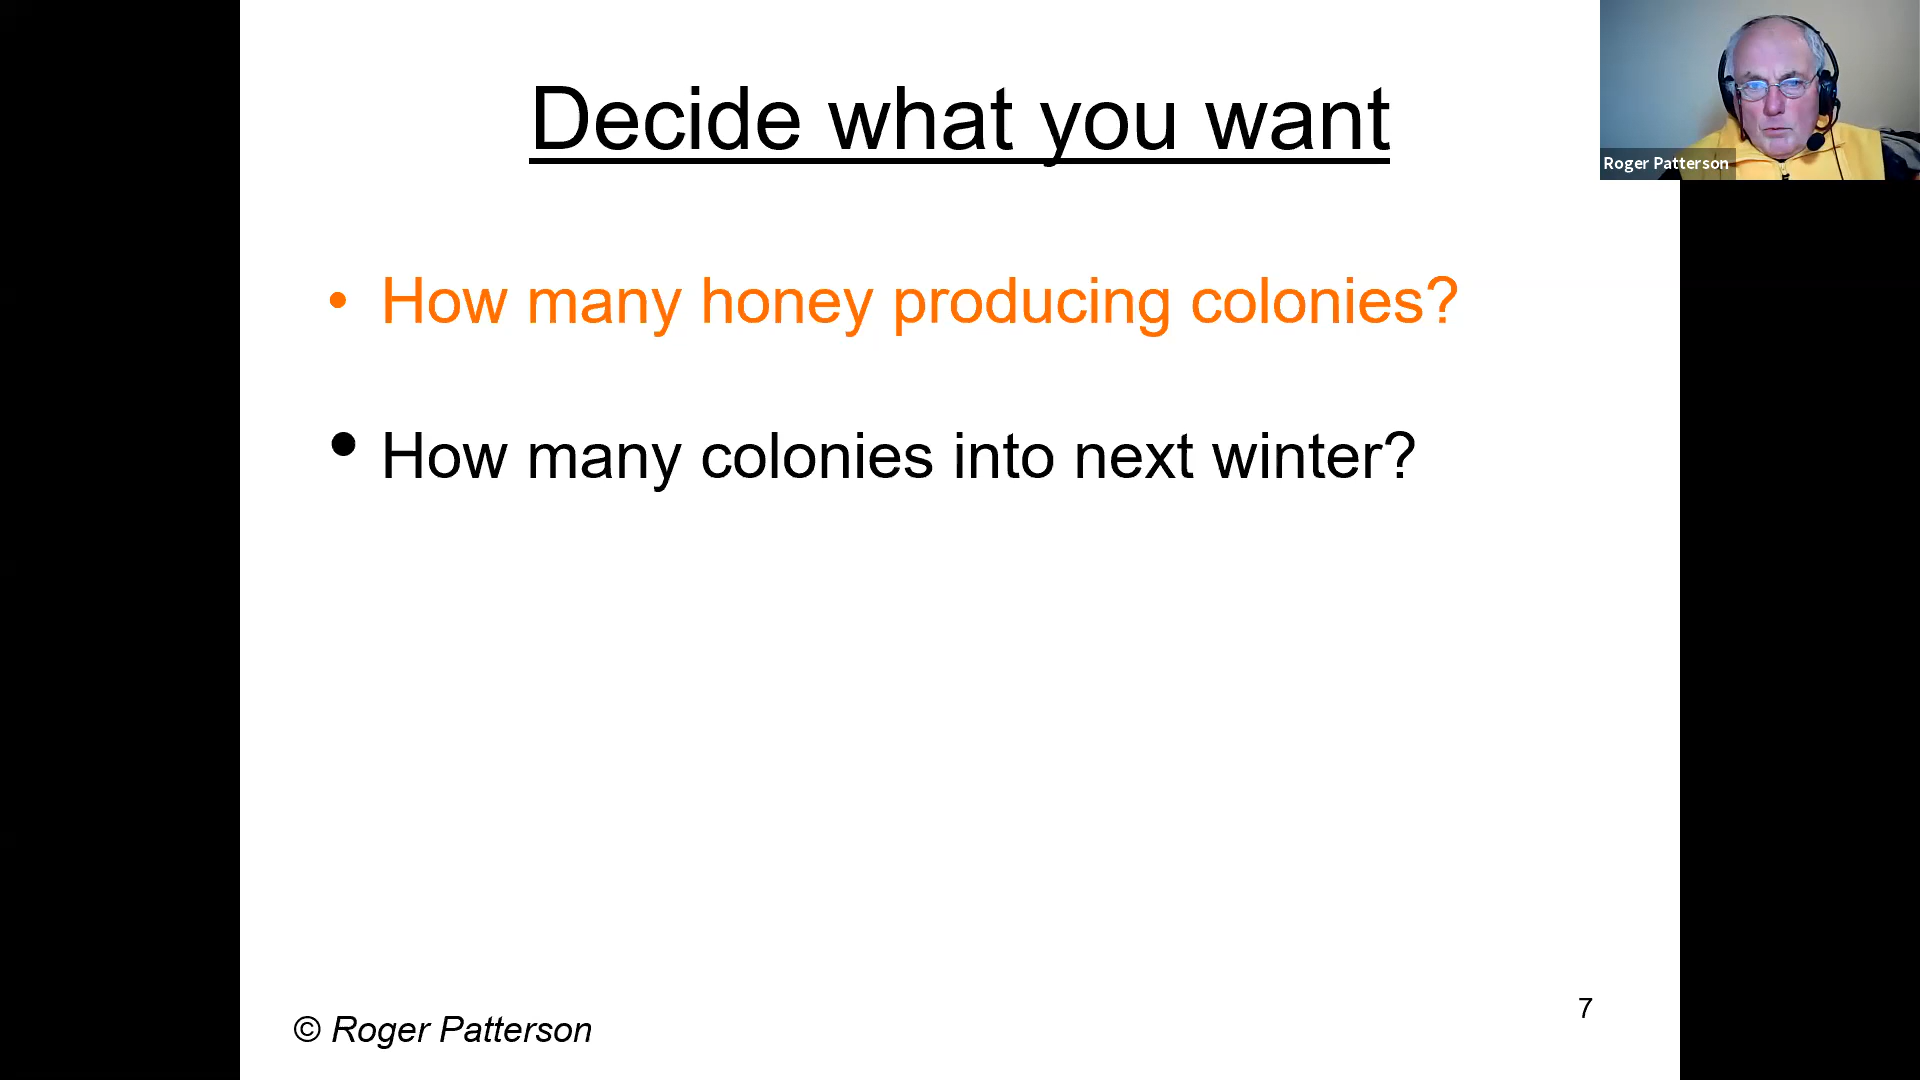 Decide what you want
Roger Patterson
• How many honey producing colonies?
• How many colonies into next winter?
7
© Roger Patterson